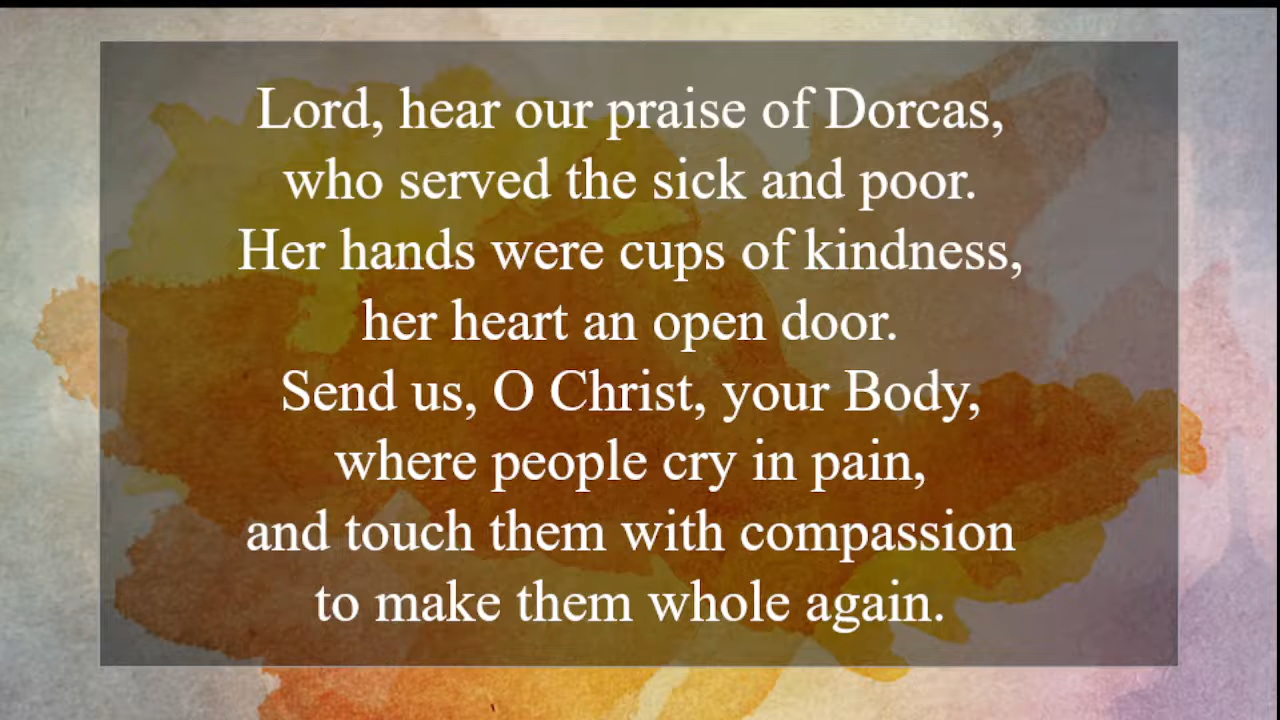 Lord, hear our praise of Dorcas,
who served the sick and poor.
Her hands were cups of kindness,
her heart an open door.
Send us, O Christ, your Body,
where people cry in pain,
and touch them with compassion
to make them whole again.